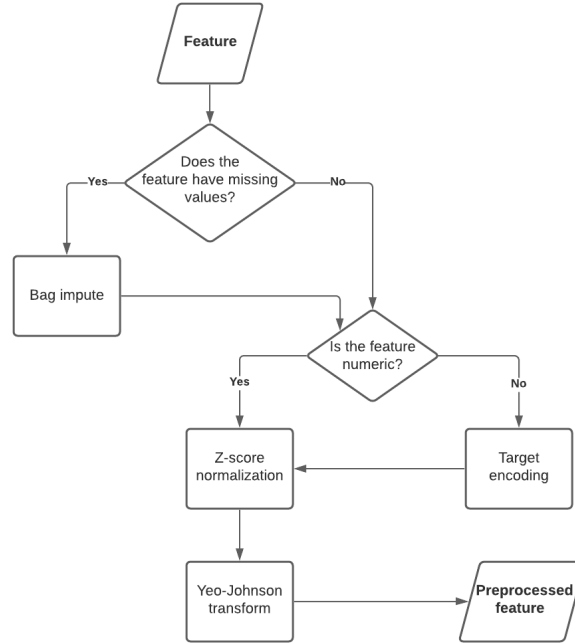 Feature
Does the
feature have missing
values?
Yes
No
Bag impute
Is the feature
numeric?
Yes
No
Z-score
normalization
Target
encoding
Yeo-Johnson
transform
Preprocessed
feature